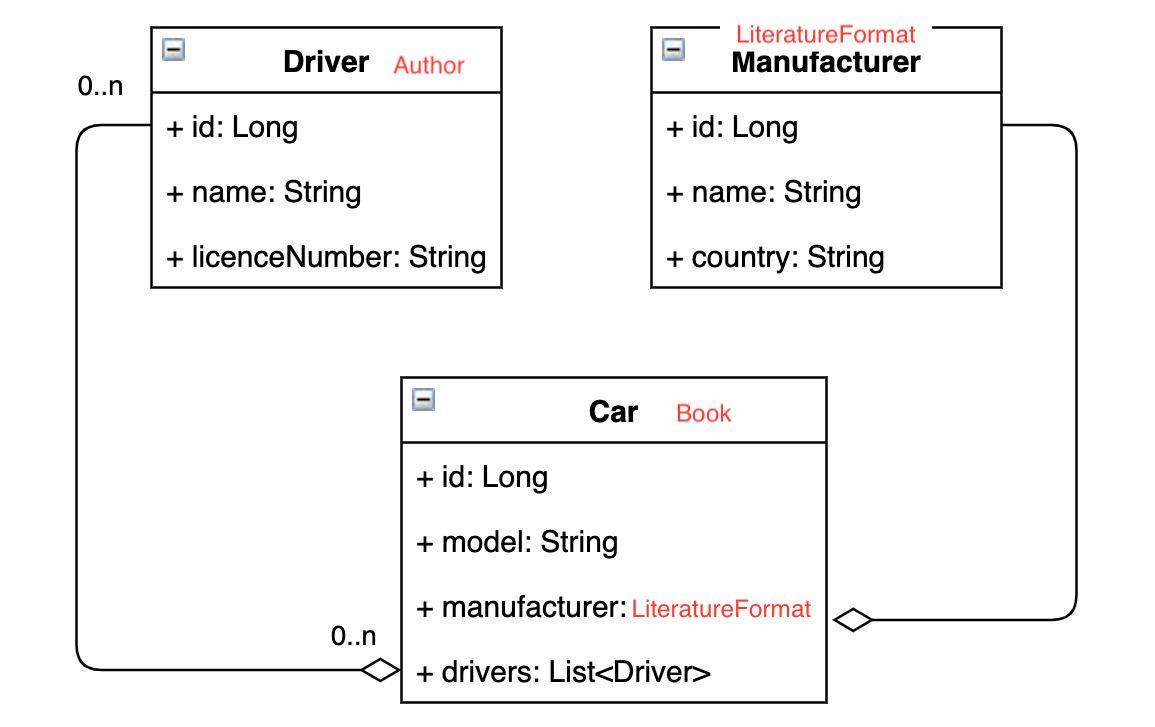 Driver Author
0..n
+ id: Long
+ name: String
+ licenceNumber: String
LiteratureFormat
Manufacturer
+ id: Long
+ name: String
+ country: String
Car Book
+ id: Long
+ model: String
+ manufacturer: LiteratureFormat
0..n
+ drivers: List<Driver>